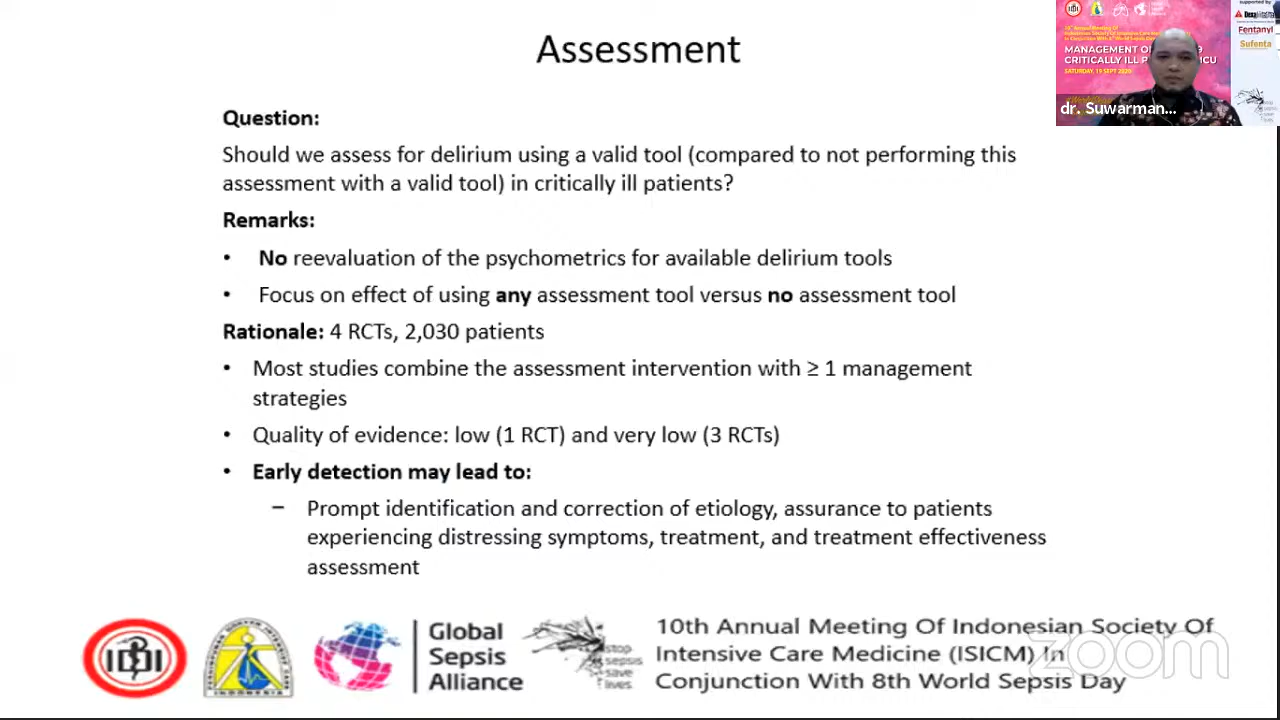 Assessment
Question:
Should we assess for delirium using a valid tool (compared to not performing this
assessment with a valid tool) in critically ill patients?
Remarks:
• No reevaluation of the psychometrics for available delirium tools
• Focus on effect of using any assessment tool versus no assessment tool
Rationale: 4 RCTs, 2,030 patients
• Most studies combine the assessment intervention with ≥ 1 management
strategies
• Quality of evidence: low (1 RCT) and very low (3 RCTs)
• Early detection may lead to:
– Prompt identification and correction of etiology, assurance to patients
experiencing distressing symptoms, treatment, and treatment effectiveness
assessment
MANAGEMENT
CRITICALLY ILL
ICU
SATURDAY, 19 SEPT 2020
dr. Suwarman...
supported by
Fentanyl
Sufenta
IDI
INDONESIA
Global
Sepsis
Alliance
stop
sepsis
save
lives
10th Annual Meeting Of Indonesian Society Of
Intensive Care Medicine (ISICM) In
Conjunction With 8th World Sepsis Day
zoom